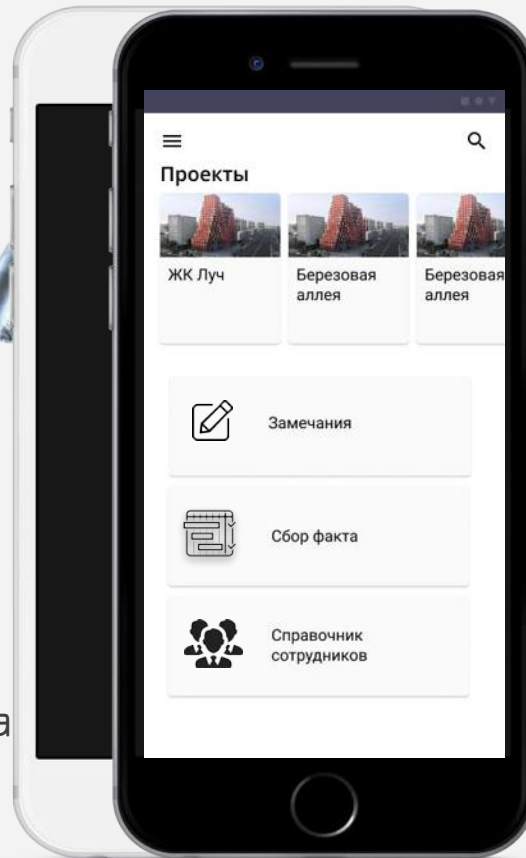 Проекты
ЖК Луч
Березовая
аллея
Березовая
аллея
Замечания
Сбор факта
Справочник
сотрудников
а